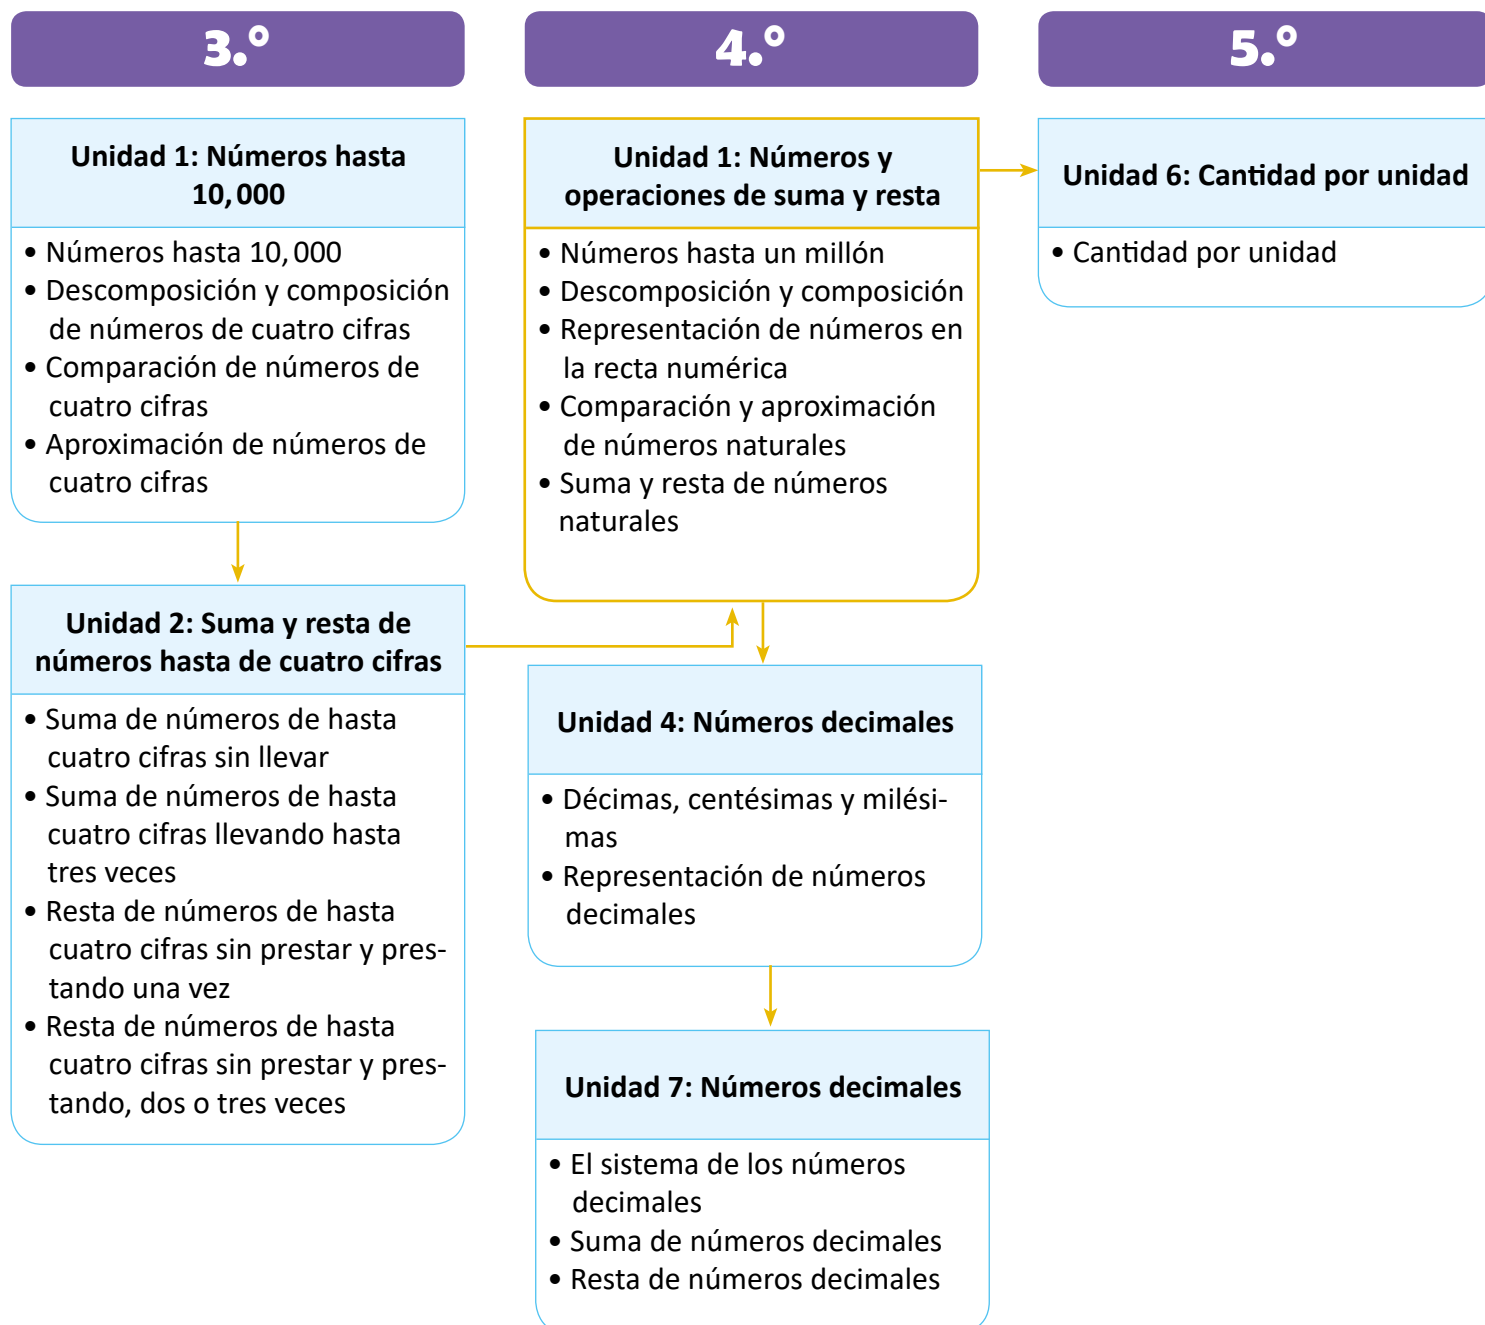 3.º
4.º
5.º
Unidad 1: Números hasta
10,000
• Números hasta 10,000
• Descomposición y composición
de números de cuatro cifras
• Comparación de números de
cuatro cifras
• Aproximación de números de
cuatro cifras
Unidad 2: Suma y resta de
números hasta de cuatro cifras
• Suma de números de hasta
cuatro cifras sin llevar
• Suma de números de hasta
cuatro cifras llevando hasta
tres veces
• Resta de números de hasta
cuatro cifras sin prestar y pres-
tando una vez
• Resta de números de hasta
cuatro cifras sin prestar y pres-
tando, dos o tres veces
Unidad 1: Números y
operaciones de suma y resta
• Números hasta un millón
• Descomposición y composición
• Representación de números en
la recta numérica
• Comparación y aproximación
de números naturales
• Suma y resta de números
naturales
Unidad 4: Números decimales
• Décimas, centésimas y milési-
mas
• Representación de números
decimales
Unidad 7: Números decimales
• El sistema de los números
decimales
• Suma de números decimales
• Resta de números decimales
Unidad 6: Cantidad por unidad
• Cantidad por unidad